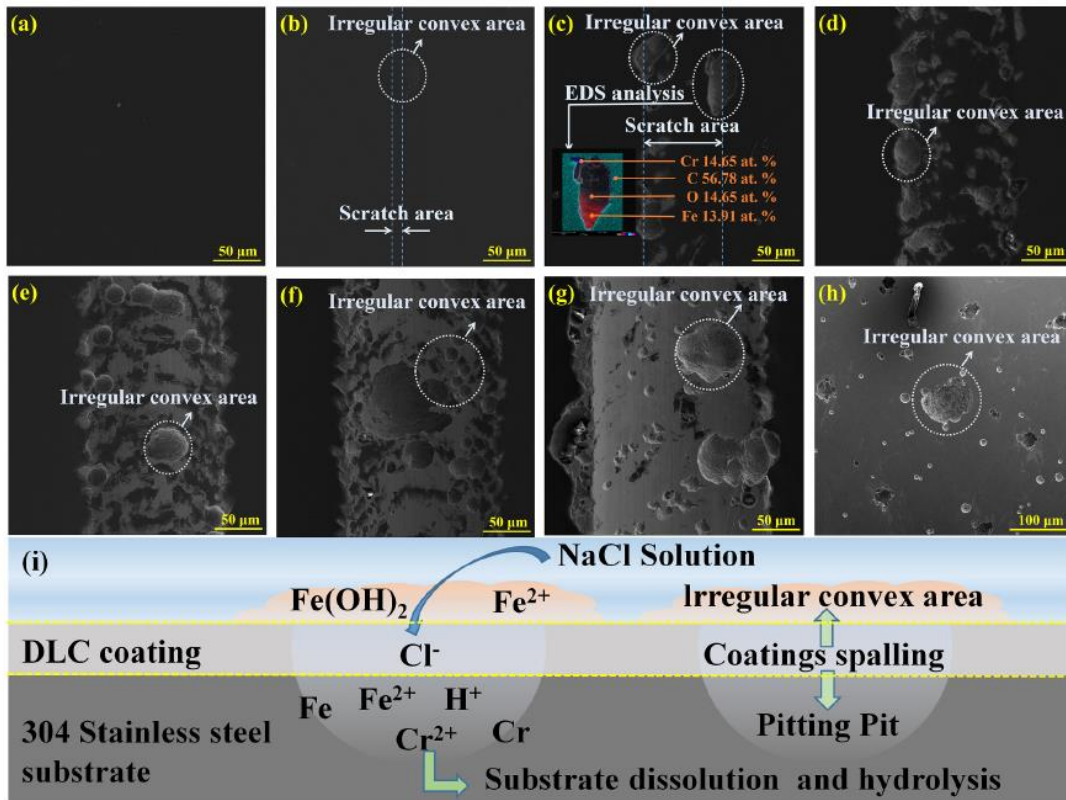 (a)
50 μm
(b)
Irregular convex area
Scratch area
50 μm
(c)
Irregular convex area
EDS analysis
Scratch area
Cr 14.65 at. %
C 56.78 at. %
O 14.65 at. %
Fe 13.91 at. %
50 μm
(d)
Irregular convex area
50 μm
(e)
Irregular convex area
50 μm
(f)
Irregular convex area
50 μm
(g)
Irregular convex area
50 μm
(h)
Irregular convex area
100 μm
(i)
NaCl Solution
Fe(OH)₂ Fe²⁺
Irregular convex area
DLC coating
Cl⁻
Coatings spalling
Fe Fe²⁺ H⁺
Cr²⁺ Cr
Pitting Pit
304 Stainless steel
substrate
Substrate dissolution and hydrolysis